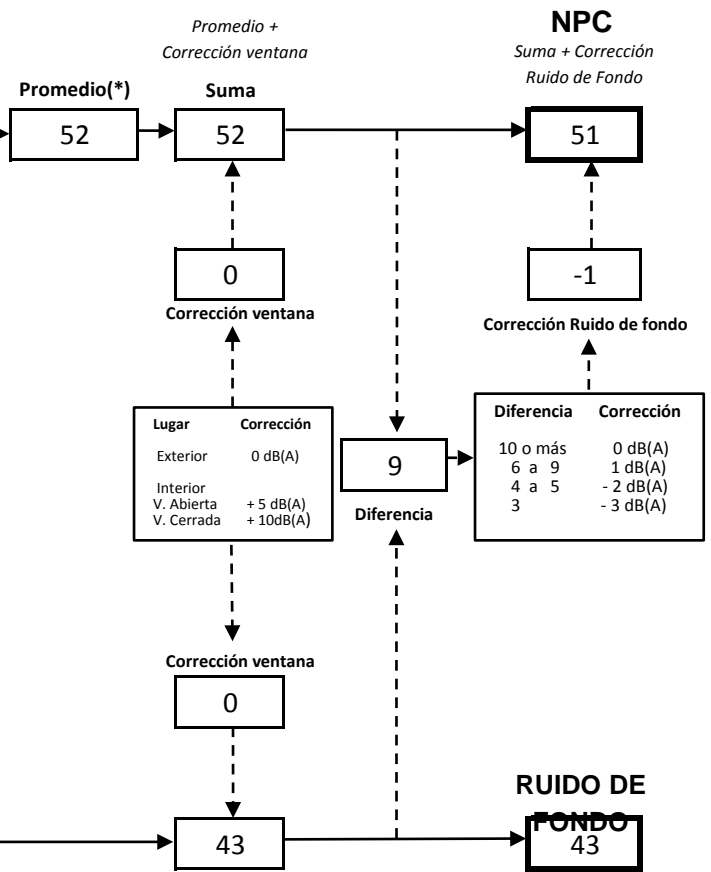 Promedio +
Corrección ventana
NPC
Suma + Corrección
Ruido de Fondo
Promedio(*)
Suma
52
52
51
0
-1
Corrección ventana
Corrección Ruido de fondo
Lugar Corrección
Exterior 0 dB(A)
Interior
V. Abierta + 5 dB(A)
V. Cerrada + 10dB(A)
9
Diferencia
Diferencia Corrección
10 o más 0 dB(A)
6 a 9 1 dB(A)
4 a 5 - 2 dB(A)
3 - 3 dB(A)
Corrección ventana
0
RUIDO DE
FONDO
43
43